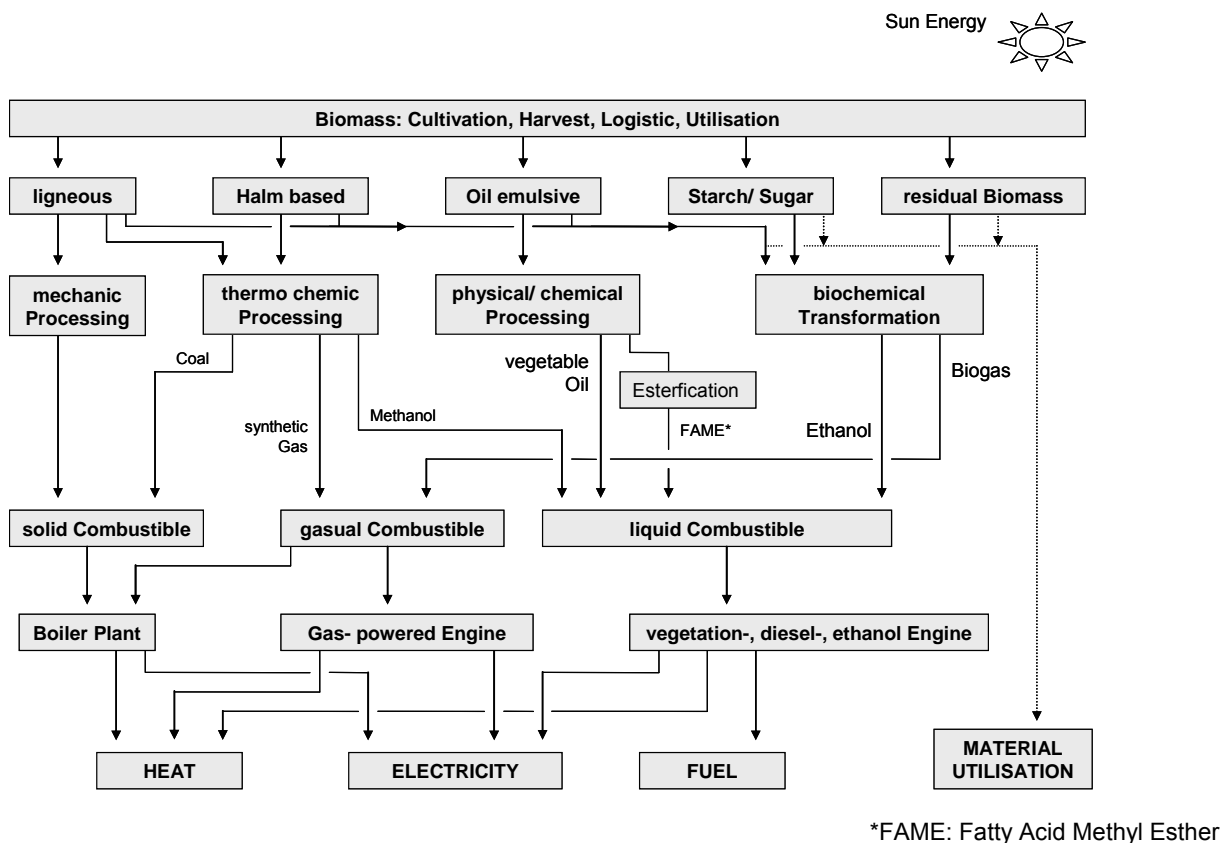 Sun Energy
Biomass: Cultivation, Harvest, Logistic, Utilisation
ligneous
Halm based
Oil emulsive
Starch/ Sugar
residual Biomass
mechanic
Processing
thermo chemic
Processing
physical/ chemical
Processing
biochemical
Transformation
Coal
synthetic
Gas
Methanol
vegetable
Oil
Esterfication
FAME*
Ethanol
Biogas
solid Combustible
gasual Combustible
liquid Combustible
Boiler Plant
Gas- powered Engine
vegetation-, diesel-, ethanol Engine
HEAT
ELECTRICITY
FUEL
MATERIAL
UTILISATION
*FAME: Fatty Acid Methyl Esther